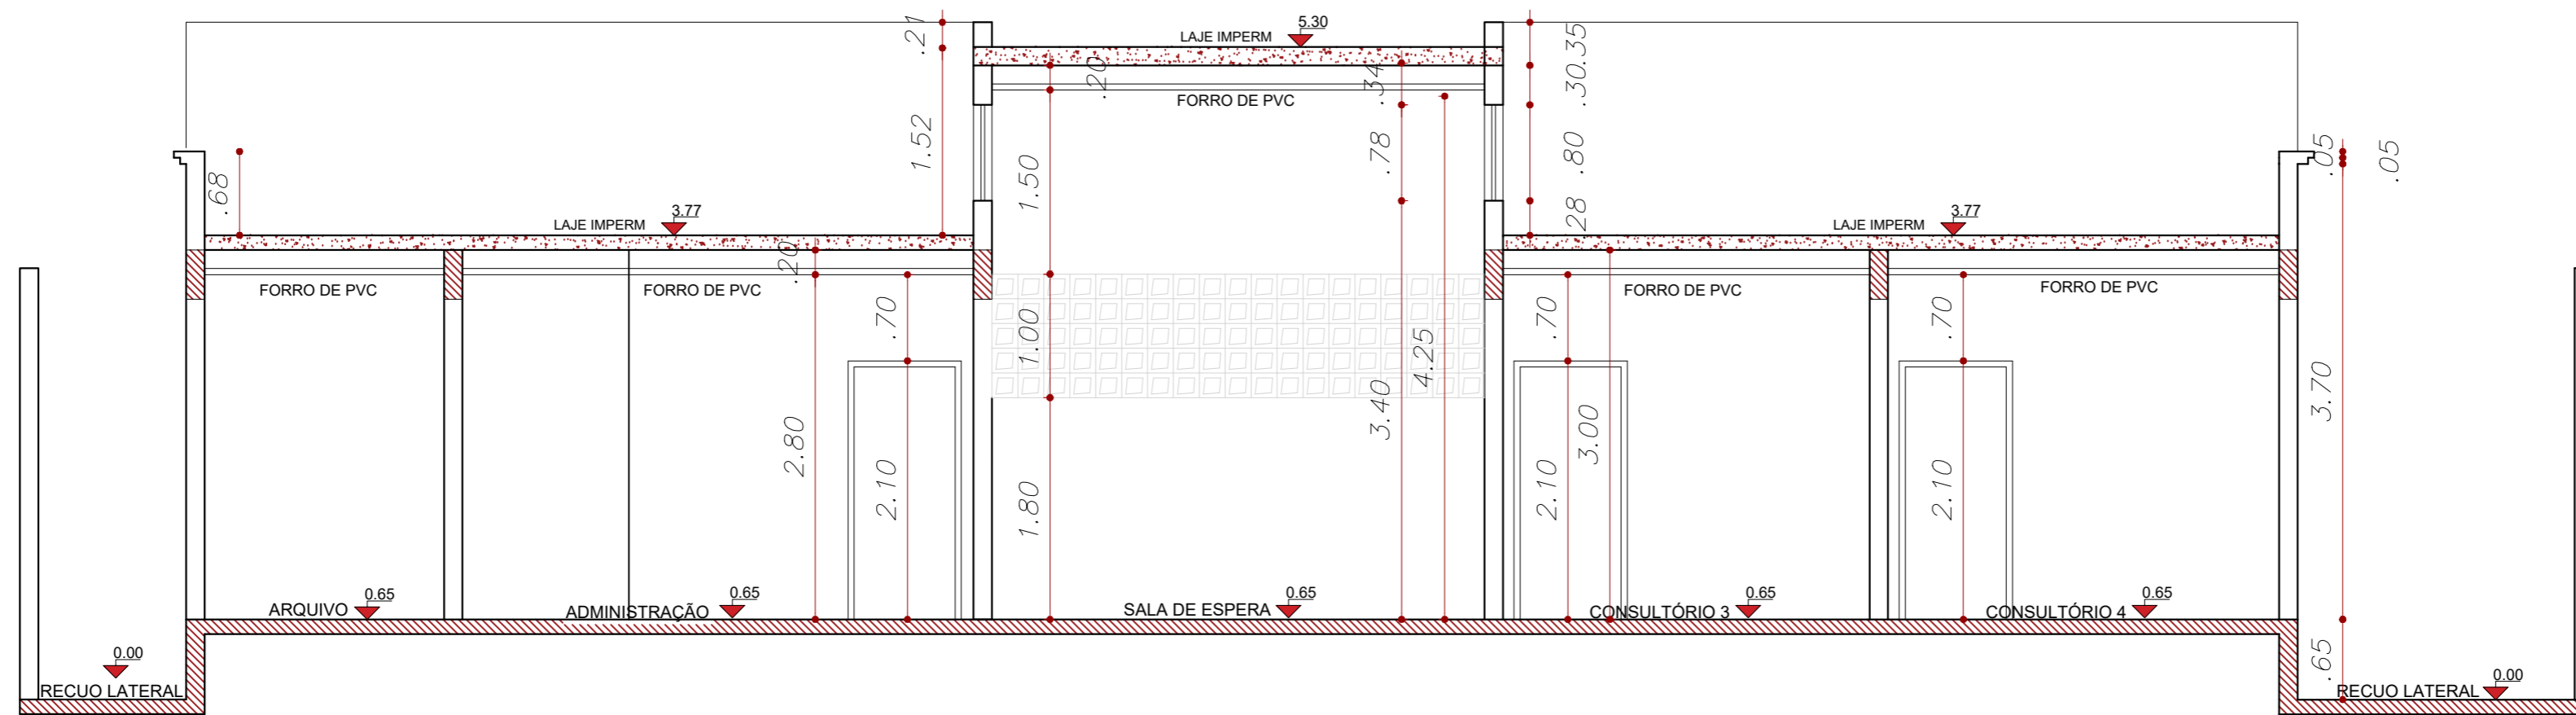 5.30
LAJE IMPERM
.21
.20
.34
.30.35
FORRO DE PVC
1.52
1.50
.78
.80
.05
.05
.68
3.77
LAJE IMPERM
.28
3.77
LAJE IMPERM
.20
FORRO DE PVC
FORRO DE PVC
FORRO DE PVC
FORRO DE PVC
.70
1.00
4.25
.70
.70
2.80
3.40
3.00
3.70
2.10
1.80
2.10
2.10
ARQUIVO 0.65
ADMINISTRAÇÃO 0.65
SALA DE ESPERA 0.65
CONSULTÓRIO 3 0.65
CONSULTÓRIO 4 0.65
0.00
RECUO LATERAL
.65
0.00
RECUO LATERAL